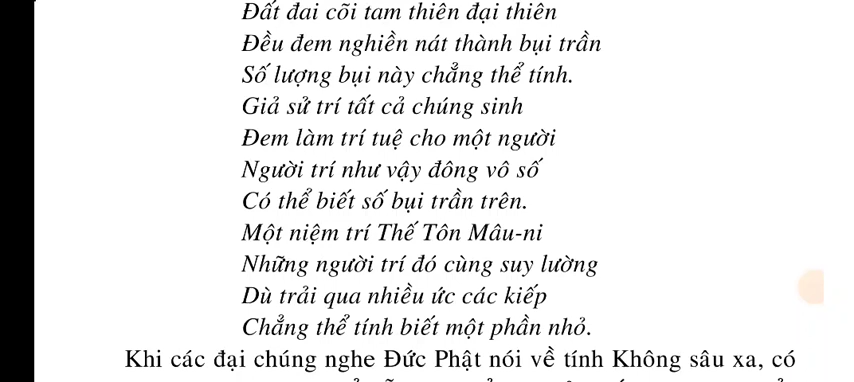 Đất đai cõi tam thiên đại thiên
Đều đem nghiền nát thành bụi trần
Số lượng bụi này chẳng thể tính.
Giả sử trí tất cả chúng sinh
Đem làm trí tuệ cho một người
Người trí như vậy đông vô số
Có thể biết số bụi trần trên.
Một niệm trí Thế Tôn Mâu-ni
Những người trí đó cùng suy lường
Dù trải qua nhiều ức các kiếp
Chẳng thể tính biết một phần nhỏ.
Khi các đại chúng nghe Đức Phật nói về tính Không sâu xa, có